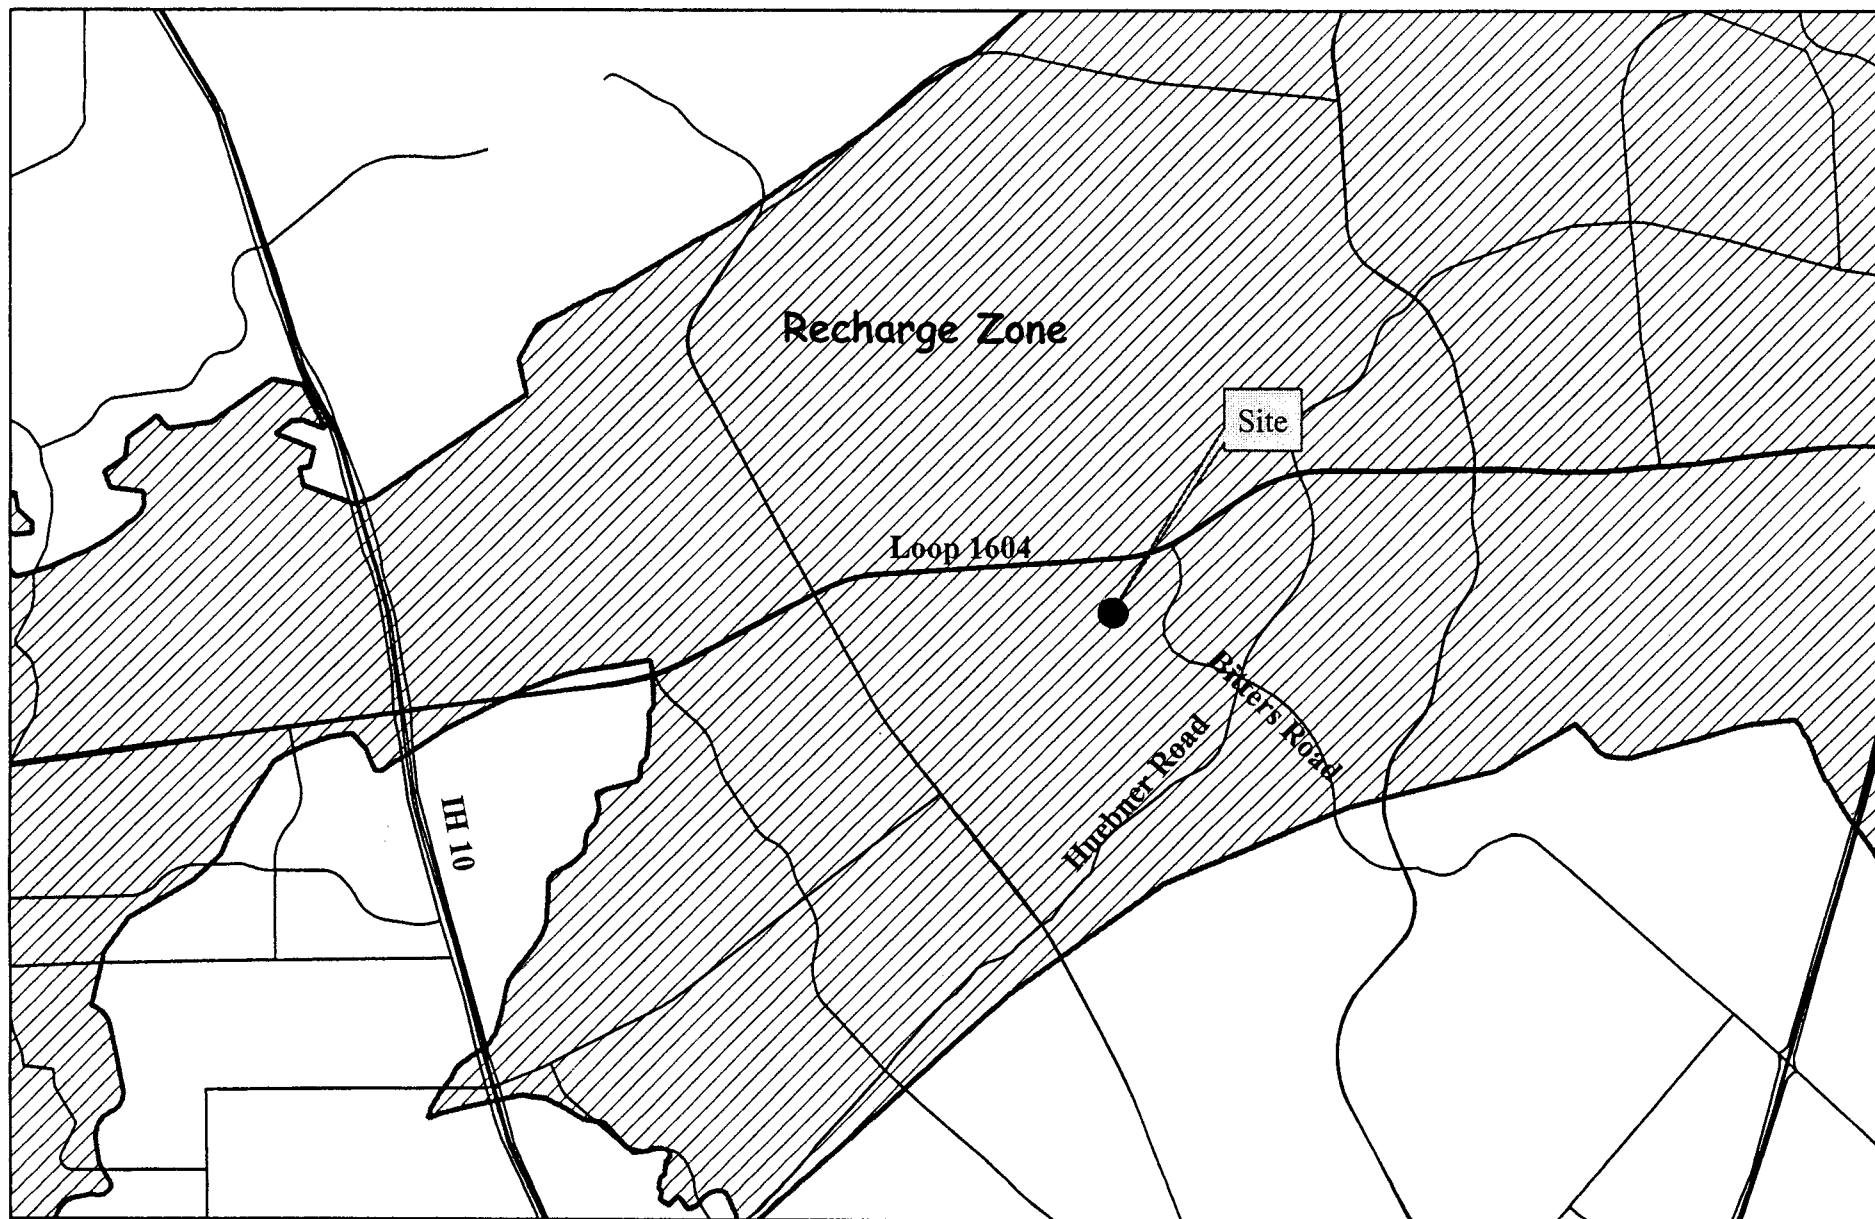 Recharge Zone
Site
Loop 1604
Bitters Road
Huebner Road
IH 10